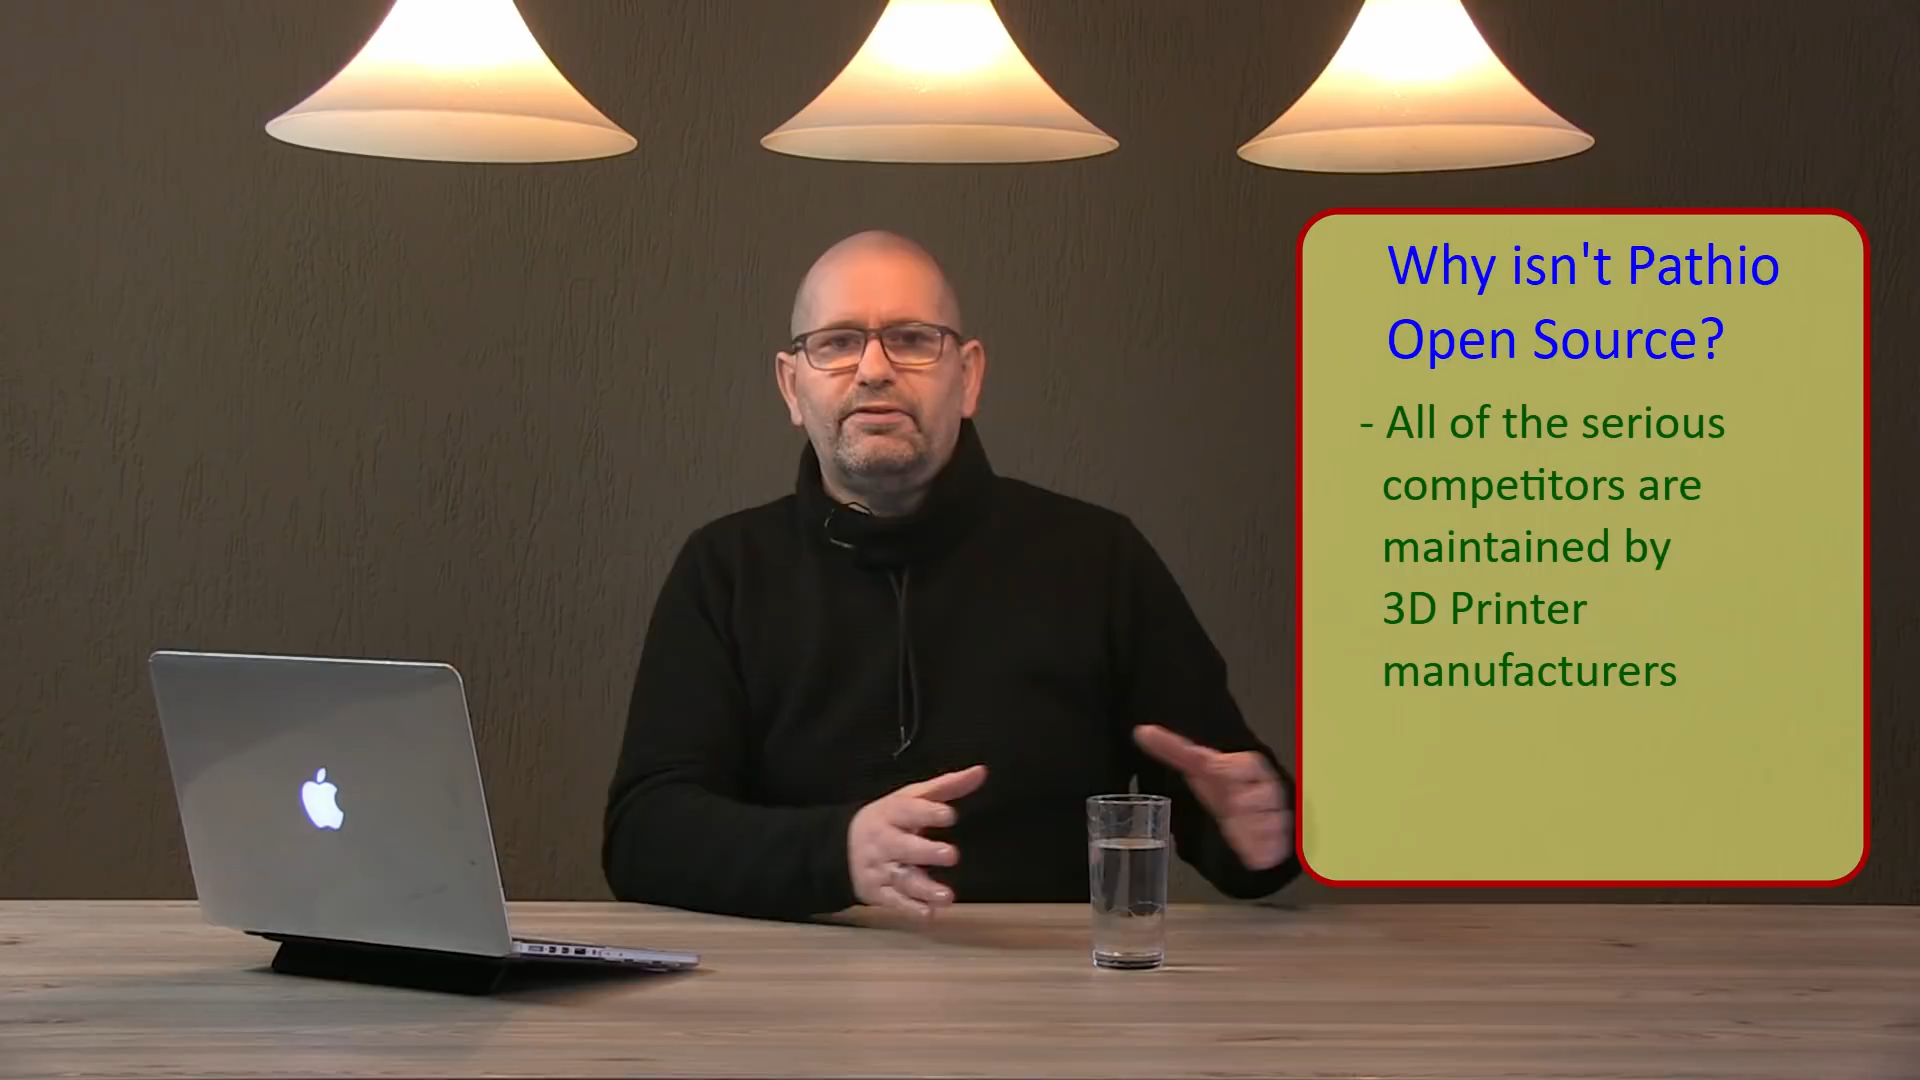 Why isn't Pathio
Open Source?
- All of the serious
competitors are
maintained by
3D Printer
manufacturers